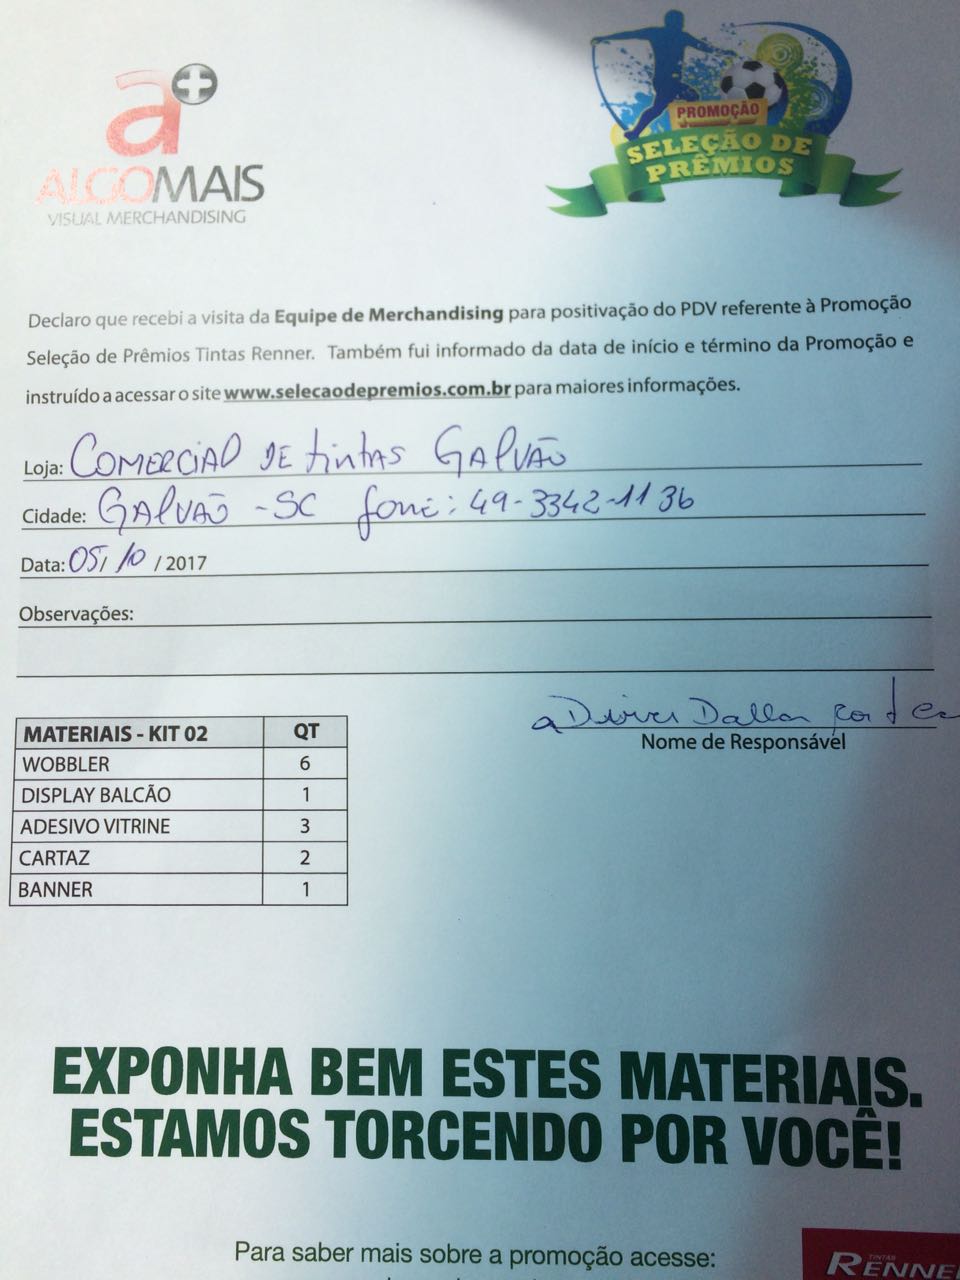 a+
ALGOMAIS
VISUAL MERCHANDISING
PROMOÇÃO
SELEÇÃO DE
PRÊMIOS
Declaro que recebi a visita da Equipe de Merchandising para positivação do PDV referente à Promoção
Seleção de Prêmios Tintas Renner. Também fui informado da data de início e término da Promoção e
instruído a acessar o site www.selecaodepremios.com.br para maiores informações.
Loja: COMERCIAL DE tintas GALVÃO
Cidade: GALVÃO - SC fone: 49-3342-1136
Data: 05/10 / 2017
Observações:
Dalla
Nome de Responsável
MATERIAIS - KIT 02 QT
WOBBLER 6
DISPLAY BALCÃO 1
ADESIVO VITRINE 3
CARTAZ 2
BANNER 1
EXPONHA BEM ESTES MATERIAIS.
ESTAMOS TORCENDO POR VOCÊ!
Para saber mais sobre a promoção acesse:
TINTAS
RENNE